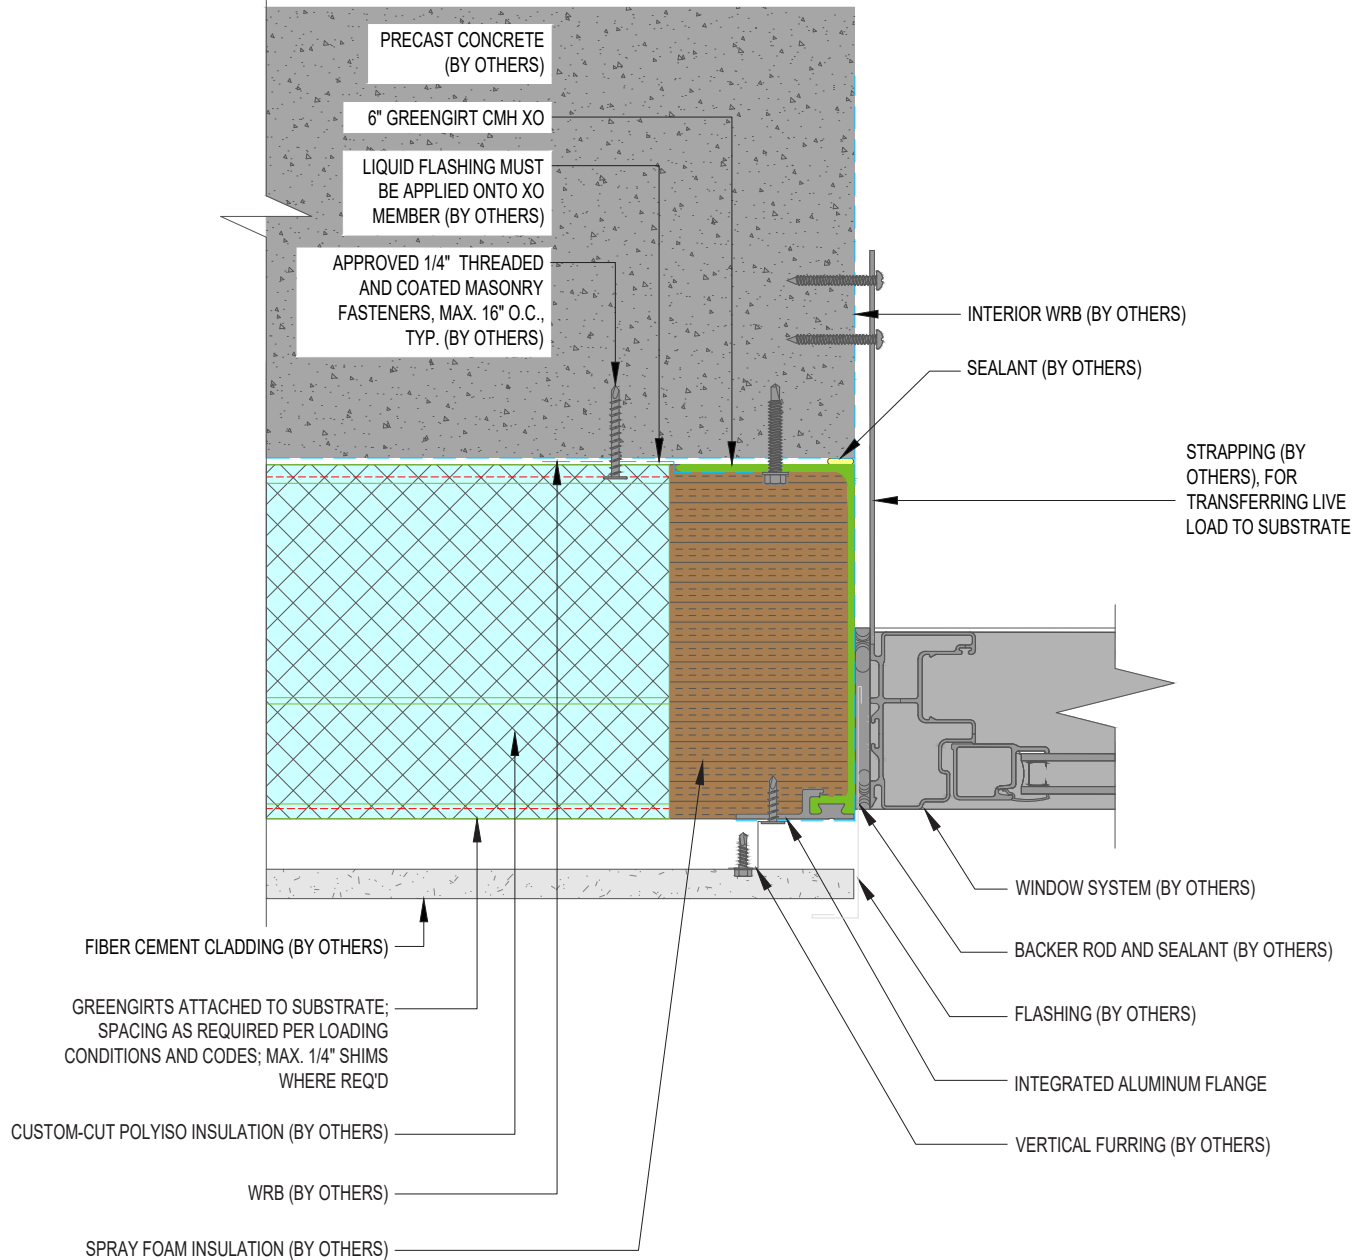 PRECAST CONCRETE
(BY OTHERS)
6" GREENGIRT CMH XO
LIQUID FLASHING MUST
BE APPLIED ONTO XO
MEMBER (BY OTHERS)
APPROVED 1/4" THREADED
AND COATED MASONRY
FASTENERS, MAX. 16" O.C.,
TYP. (BY OTHERS)
INTERIOR WRB (BY OTHERS)
SEALANT (BY OTHERS)
STRAPPING (BY
OTHERS), FOR
TRANSFERRING LIVE
LOAD TO SUBSTRATE
WINDOW SYSTEM (BY OTHERS)
BACKER ROD AND SEALANT (BY OTHERS)
FLASHING (BY OTHERS)
INTEGRATED ALUMINUM FLANGE
VERTICAL FURRING (BY OTHERS)
FIBER CEMENT CLADDING (BY OTHERS)
GREENGIRTS ATTACHED TO SUBSTRATE;
SPACING AS REQUIRED PER LOADING
CONDITIONS AND CODES; MAX. 1/4" SHIMS
WHERE REQ'D
CUSTOM-CUT POLYISO INSULATION (BY OTHERS)
WRB (BY OTHERS)
SPRAY FOAM INSULATION (BY OTHERS)